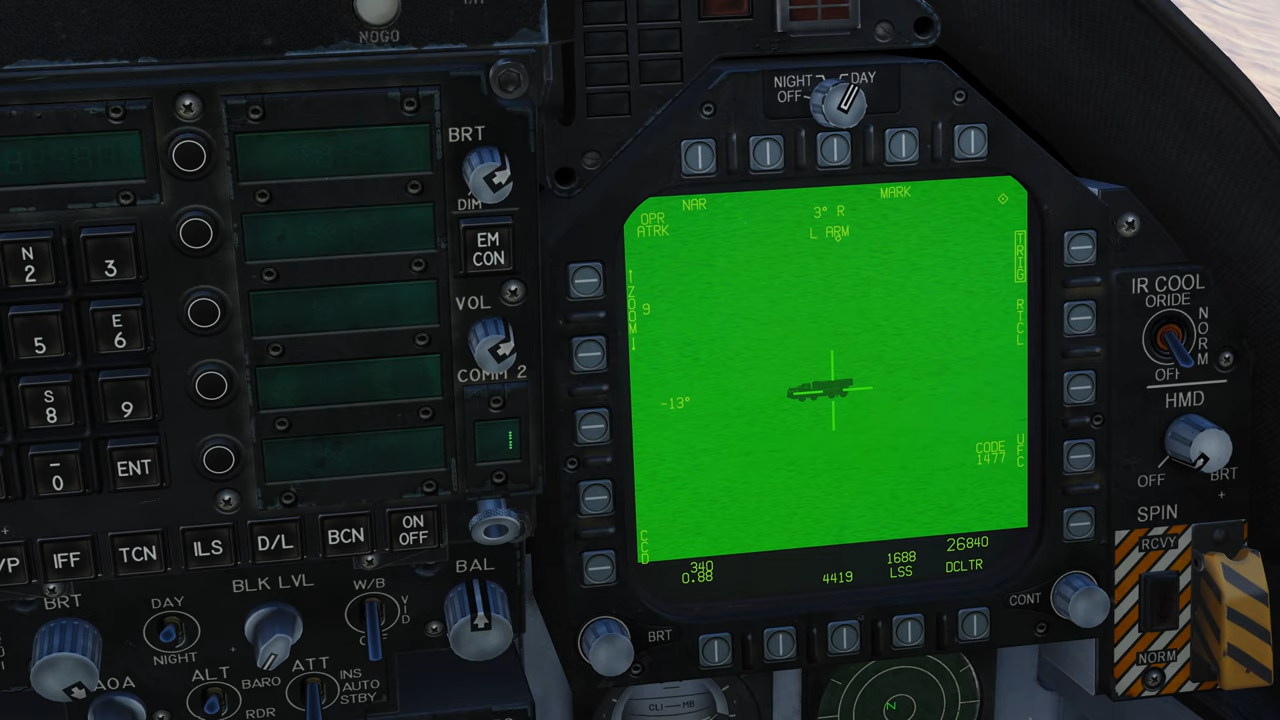 NOGO
NIGHT
DAY
OFF
BRT
DIM
EM
CON
VOL
COMM 2
N
2
3
5
E
6
S
8
9
–
0
ENT
IFF
TCN
ILS
D/L
BCN
ON
OFF
BRT
DAY
NIGHT
BLK LVL
W/B
VID
BAL
AOA
ALT
BARO
RDR
ATT
INS
AUTO
STBY
NAR
MARK
OPR
ATRK
3° R
L ARM
TRIG
↑ZOOM↓
9
RTCL
-13°
CODE
1477
UFC
CCD
340
0.88
4419
1688
LSS
26840
DCLTR
BRT
CONT
CLI
MB
N
IR COOL
ORIDE
NORM
OFF
HMD
OFF
BRT
+
SPIN
RCVY
NORM